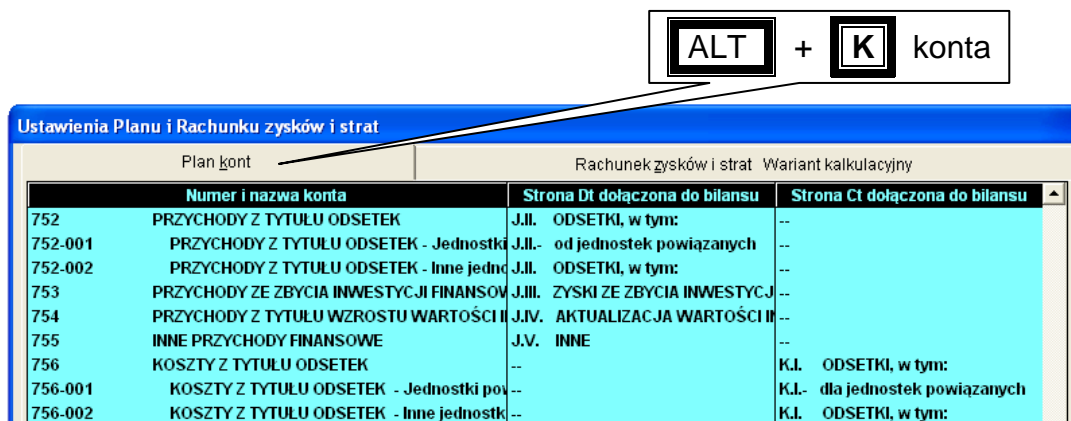 ALT + K konta
Ustawienia Planu i Rachunku zysków i strat
Plan konta Rachunek zysków i strat Wariant kalkulacyjny
Numer i nazwa konta Strona Dt dołączona do bilansu Strona Ct dołączona do bilansu
752 PRZYCHODY Z TYTUŁU ODSETEK J.II. ODSETKI, w tym: --
752-001 PRZYCHODY Z TYTUŁU ODSETEK - Jednostki J.II.- od jednostek powiązanych --
752-002 PRZYCHODY Z TYTUŁU ODSETEK - Inne jedno J.II. ODSETKI, w tym: --
753 PRZYCHODY ZE ZBYCIA INWESTYCJI FINANSOW J.III. ZYSKI ZE ZBYCIA INWESTYCJ --
754 PRZYCHODY Z TYTUŁU WZROSTU WARTOŚCI I J.IV. AKTUALIZACJA WARTOŚCI IN --
755 INNE PRZYCHODY FINANSOWE J.V. INNE --
756 KOSZTY Z TYTUŁU ODSETEK -- K.I. ODSETKI, w tym:
756-001 KOSZTY Z TYTUŁU ODSETEK - Jednostki pow -- K.I.- dla jednostek powiązanych
756-002 KOSZTY Z TYTUŁU ODSETEK - Inne jednostk -- K.I. ODSETKI, w tym: